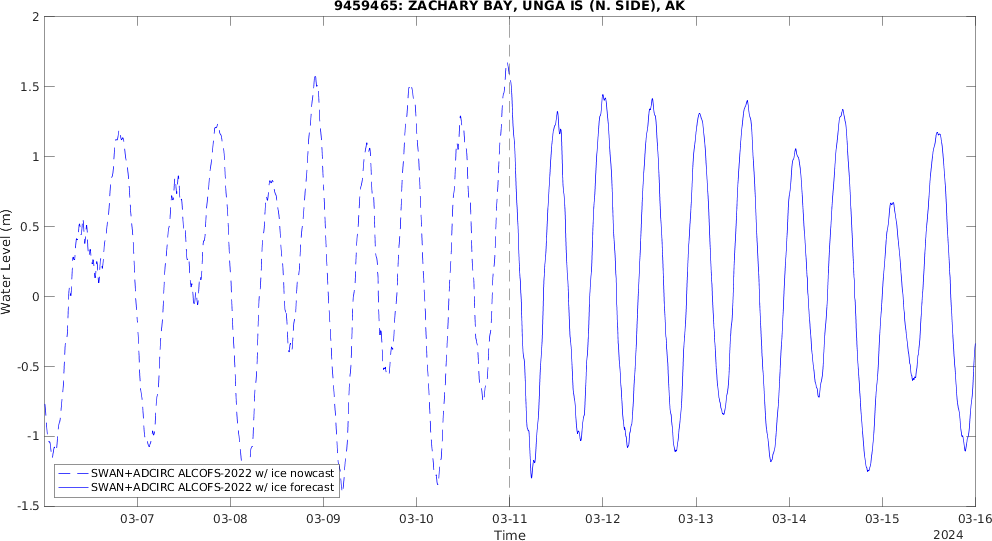 9459465: ZACHARY BAY, UNGA IS (N. SIDE), AK
2
1.5
1
0.5
0
-0.5
-1
-1.5
Water Level (m)
SWAN+ADCIRC ALCOFS-2022 w/ ice nowcast
SWAN+ADCIRC ALCOFS-2022 w/ ice forecast
03-07 03-08 03-09 03-10 03-11 03-12 03-13 03-14 03-15 03-16
Time
2024